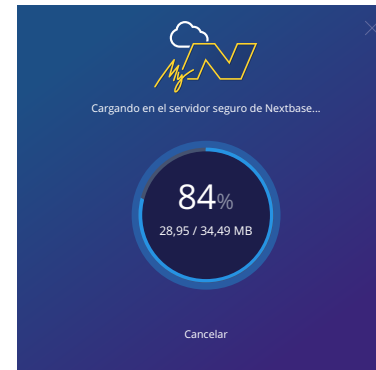 My N
Cargando en el servidor seguro de Nextbase...
84%
28,95 / 34,49 MB
Cancelar